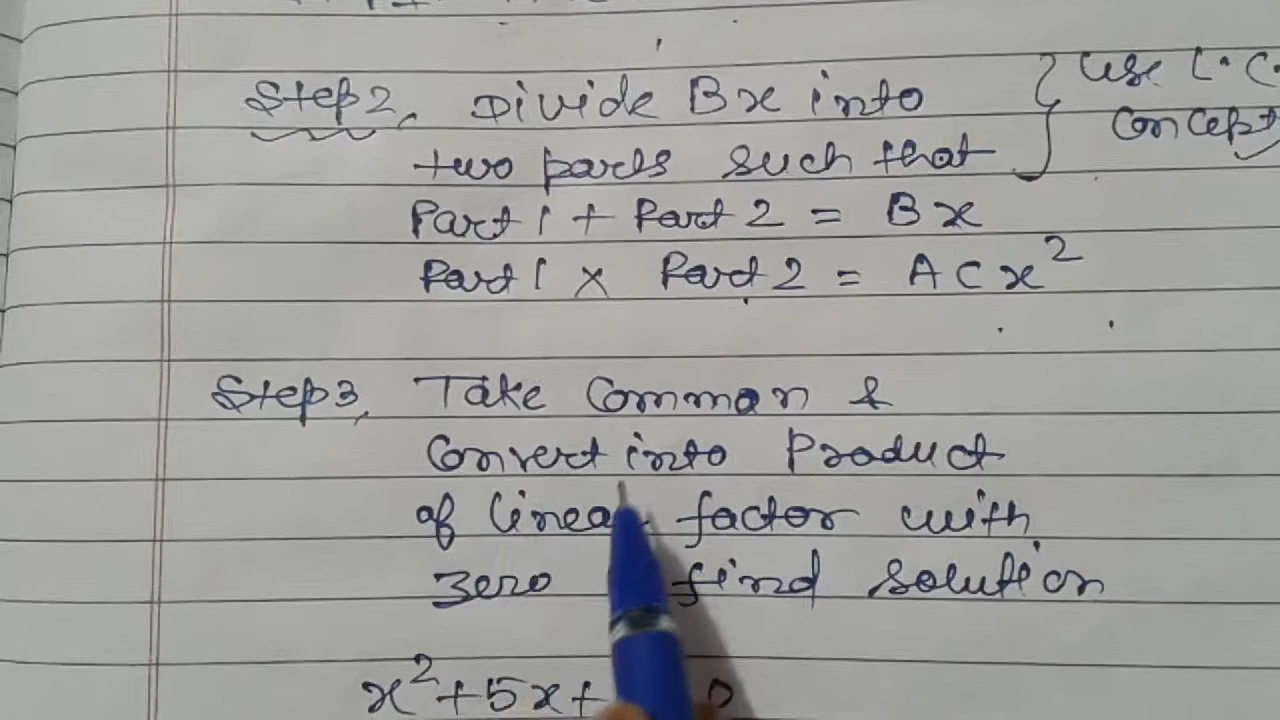 Step 2, Divide Bx into } Use L.C.
two parts such that Concept
Part 1 + Part 2 = Bx
Part 1 × Part 2 = ACx²
Step 3, Take Common &
Convert into Product
of linear factor with
zero find solution
x²+5x+